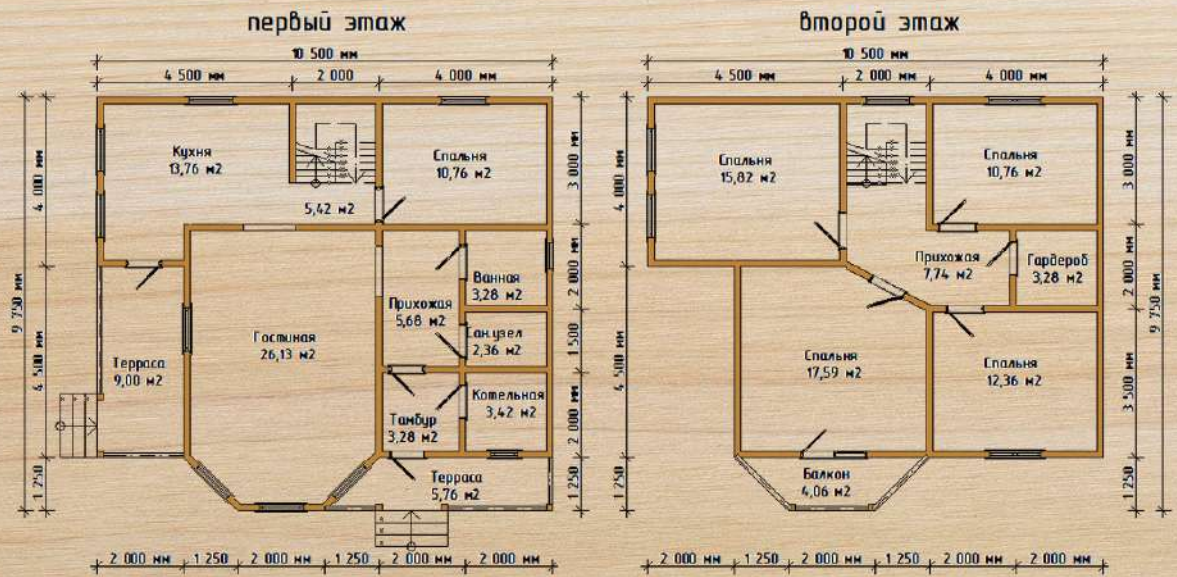 первый этаж
10 500 мм
4 500 мм
2 000
4 000 мм
9 750 мм
4 000 мм
4 500 мм
1 250
Кухня
13,76 м2
5,42 м2
Спальня
10,76 м2
3 000 мм
2 000 мм
1 500
2 000 мм
1 250
Ванная
3,28 м2
Прихожая
5,68 м2
Гостиная
26,13 м2
Сан.узел
2,36 м2
Терраса
9,00 м2
Котельная
3,42 м2
Тамбур
3,28 м2
Терраса
5,76 м2
2 000 мм
1 250
2 000 мм
1 250
2 000 мм
2 000 мм
второй этаж
10 500 мм
4 500 мм
2 000 мм
4 000 мм
4 000 мм
4 500 мм
1 250
Спальня
15,82 м2
Спальня
10,76 м2
Прихожая
7,74 м2
Гардероб
3,28 м2
Спальня
17,59 м2
Спальня
12,36 м2
Балкон
4,06 м2
3 000 мм
2 000 мм
3 500 мм
1 250
9 750 мм
2 000 мм
1 250
2 000 мм
1 250
2 000 мм
2 000 мм